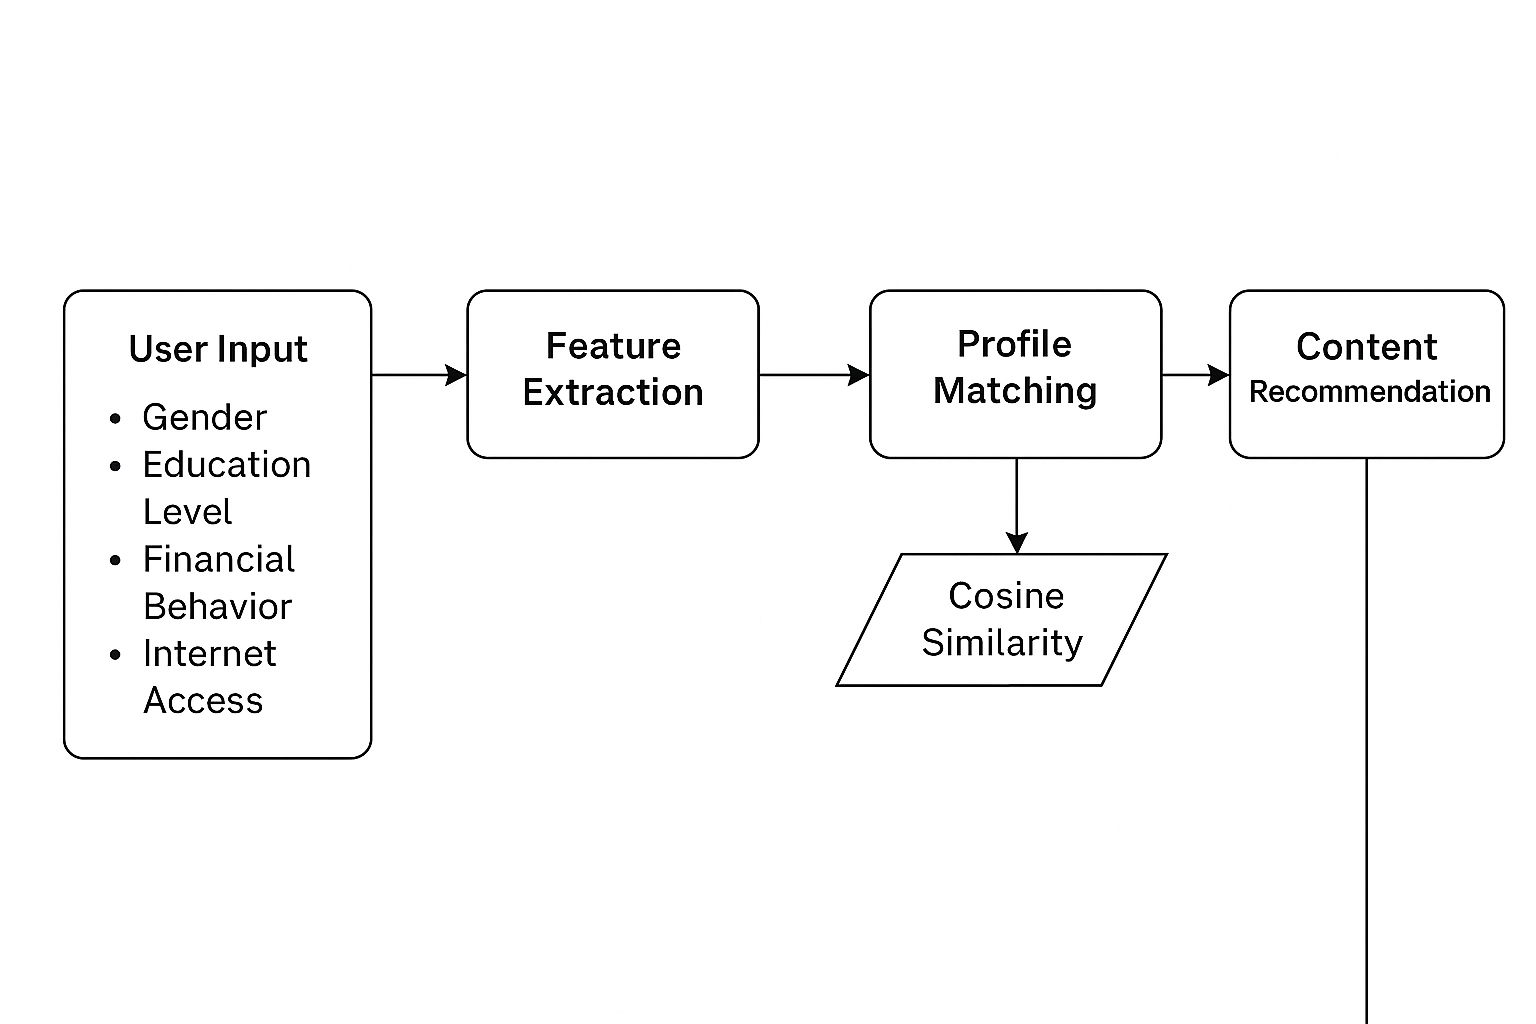 User Input
• Gender
• Education
Level
• Financial
Behavior
• Internet
Access
Feature
Extraction
Profile
Matching
Cosine
Similarity
Content
Recommendation